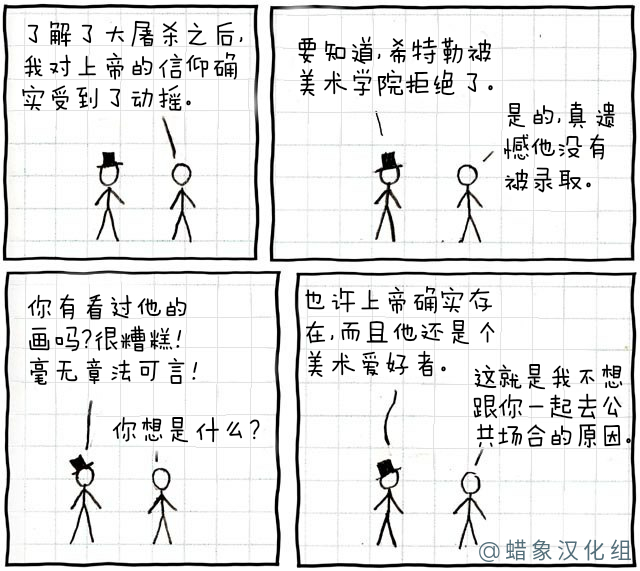 了解了大屠杀之后,
我对上帝的信仰确
实受到了动摇。
要知道,希特勒被
美术学院拒绝了。
是的,真遗
憾他没有
被录取。
你有看过他的
画吗?很糟糕!
毫无章法可言!
你想是什么?
也许上帝确实存
在,而且他还是个
美术爱好者。
这就是我不想
跟你一起去公
共场合的原因。
@蜡象汉化组